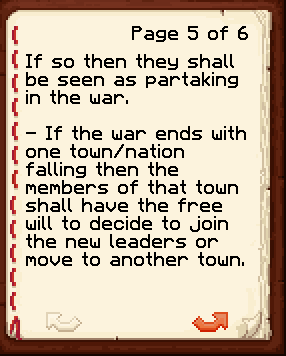 Page 5 of 6
If so then they shall
be seen as partaking
in the war.
- If the war ends with
one town/nation
falling then the
members of that town
shall have the free
will to decide to join
the new leaders or
move to another town.